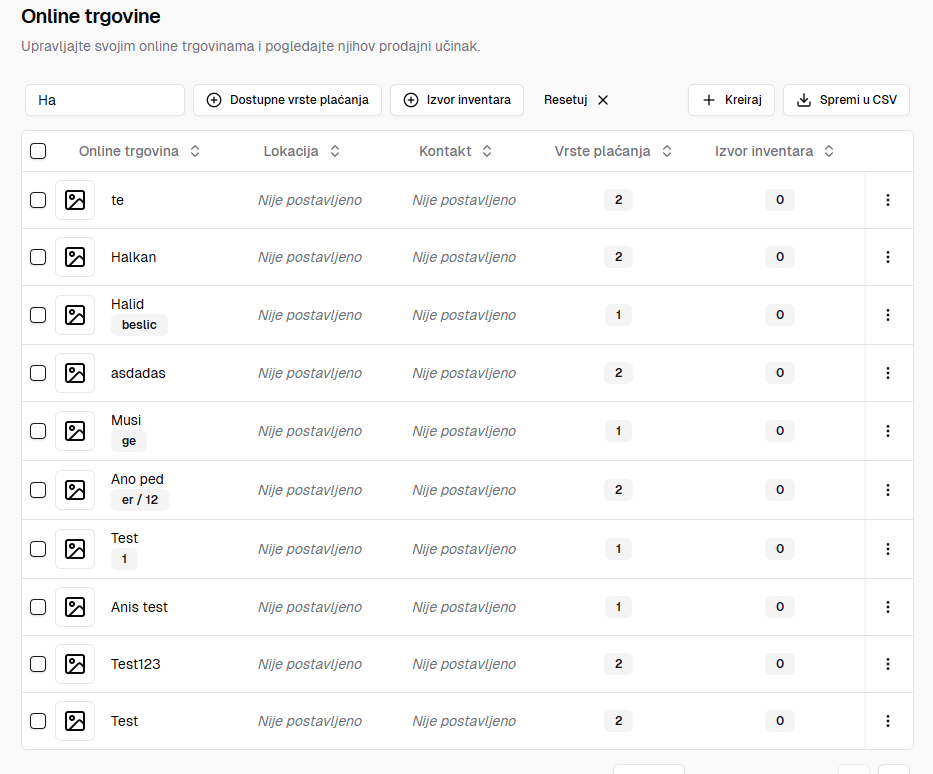 Online trgovine
Upravljajte svojim online trgovinama i pogledajte njihov prodajni učinak.
Ha Dostupne vrste plaćanja Izvor inventara Resetuj Kreiraj Spremi u CSV
Online trgovina Lokacija Kontakt Vrste plaćanja Izvor inventara
te Nije postavljeno Nije postavljeno 2 0
Halkan Nije postavljeno Nije postavljeno 2 0
Halid
beslic
Nije postavljeno Nije postavljeno 1 0
asdadas Nije postavljeno Nije postavljeno 2 0
Musi
ge
Nije postavljeno Nije postavljeno 1 0
Ano ped
er / 12
Nije postavljeno Nije postavljeno 2 0
Test
1
Nije postavljeno Nije postavljeno 1 0
Anis test Nije postavljeno Nije postavljeno 1 0
Test123 Nije postavljeno Nije postavljeno 2 0
Test Nije postavljeno Nije postavljeno 2 0